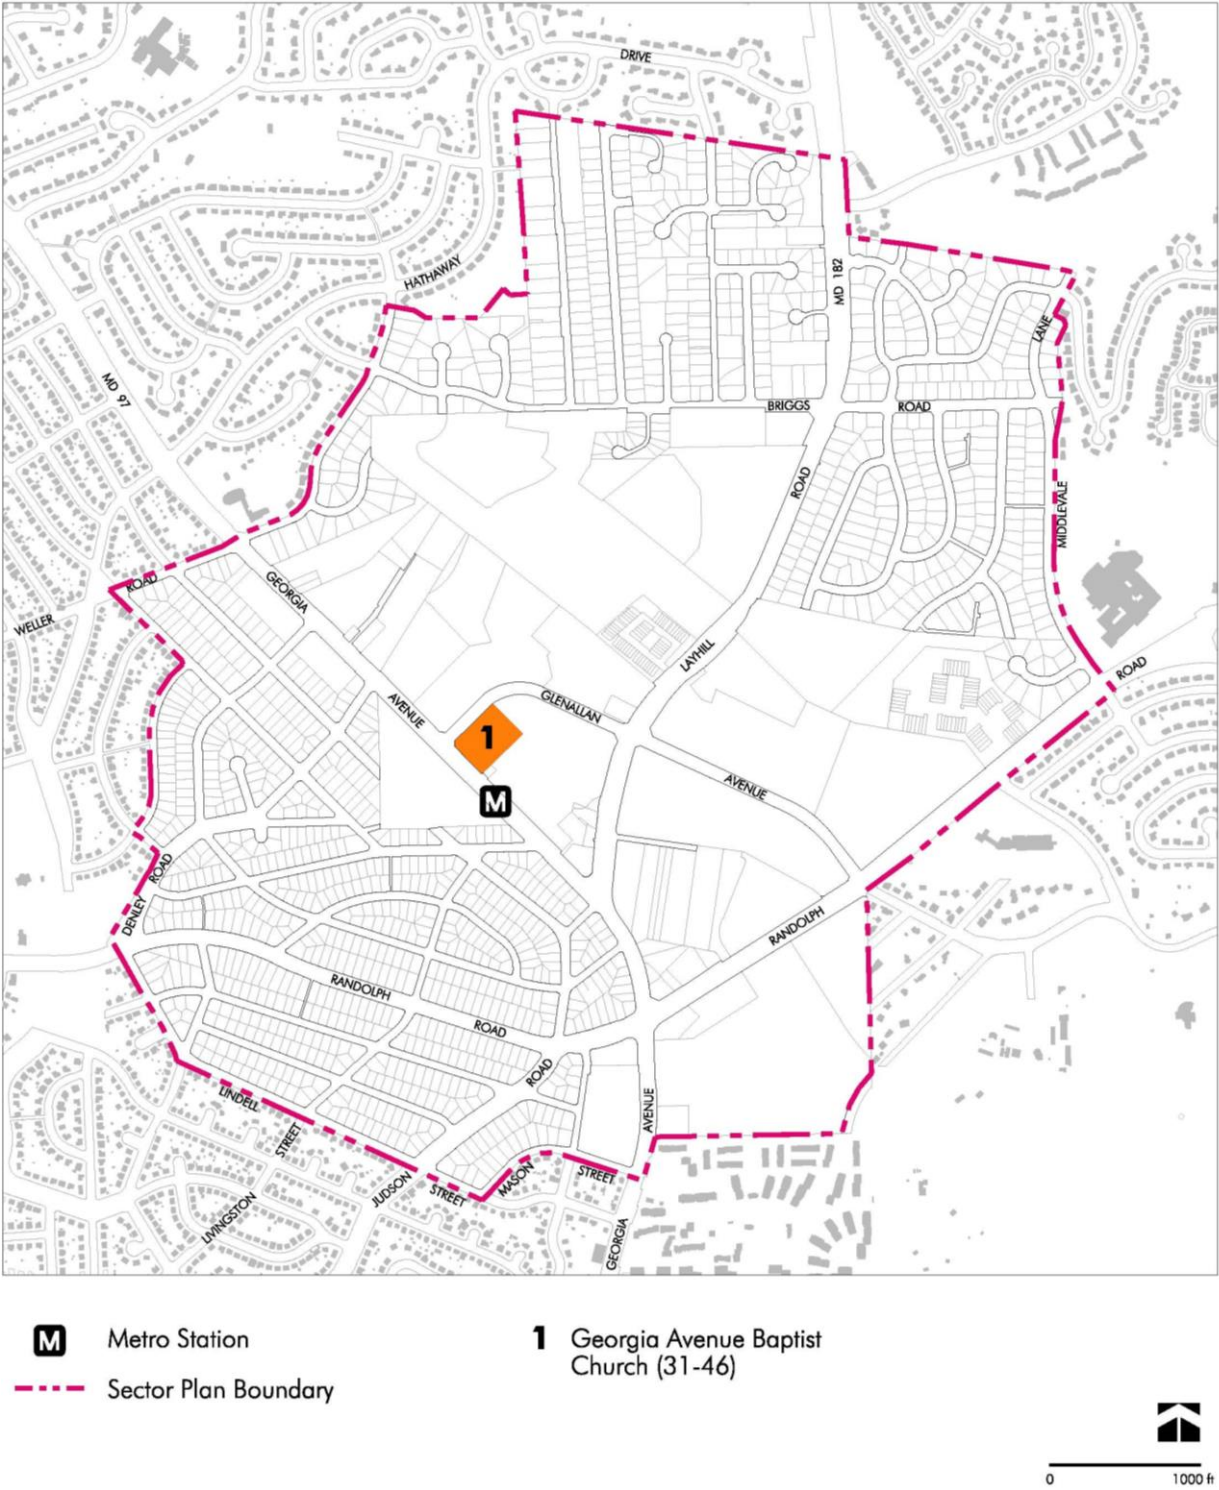 DRIVE
HATHAWAY
MD 182
LANE
MD 97
BRIGGS
ROAD
ROAD
MIDDLEVALE
ROAD
GEORGIA
WELLER
LAYHILL
ROAD
AVENUE
GLENALLAN
1
AVENUE
M
ROAD
DENLEY
RANDOLPH
RANDOLPH
ROAD
ROAD
LINDELL
AVENUE
STREET
JUDSON
STREET
MASON
STREET
LIVINGSTON
GEORGIA
M Metro Station
Sector Plan Boundary
1 Georgia Avenue Baptist
Church (31-46)
0 1000 ft